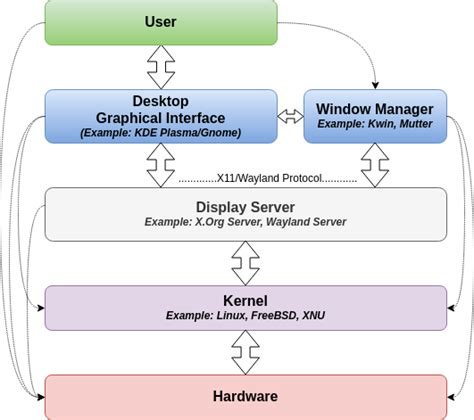 User
Desktop
Graphical Interface
(Example: KDE Plasma/Gnome)
Window Manager
Example: Kwin, Mutter
............X11/Wayland Protocol...........
Display Server
Example: X.Org Server, Wayland Server
Kernel
Example: Linux, FreeBSD, XNU
Hardware